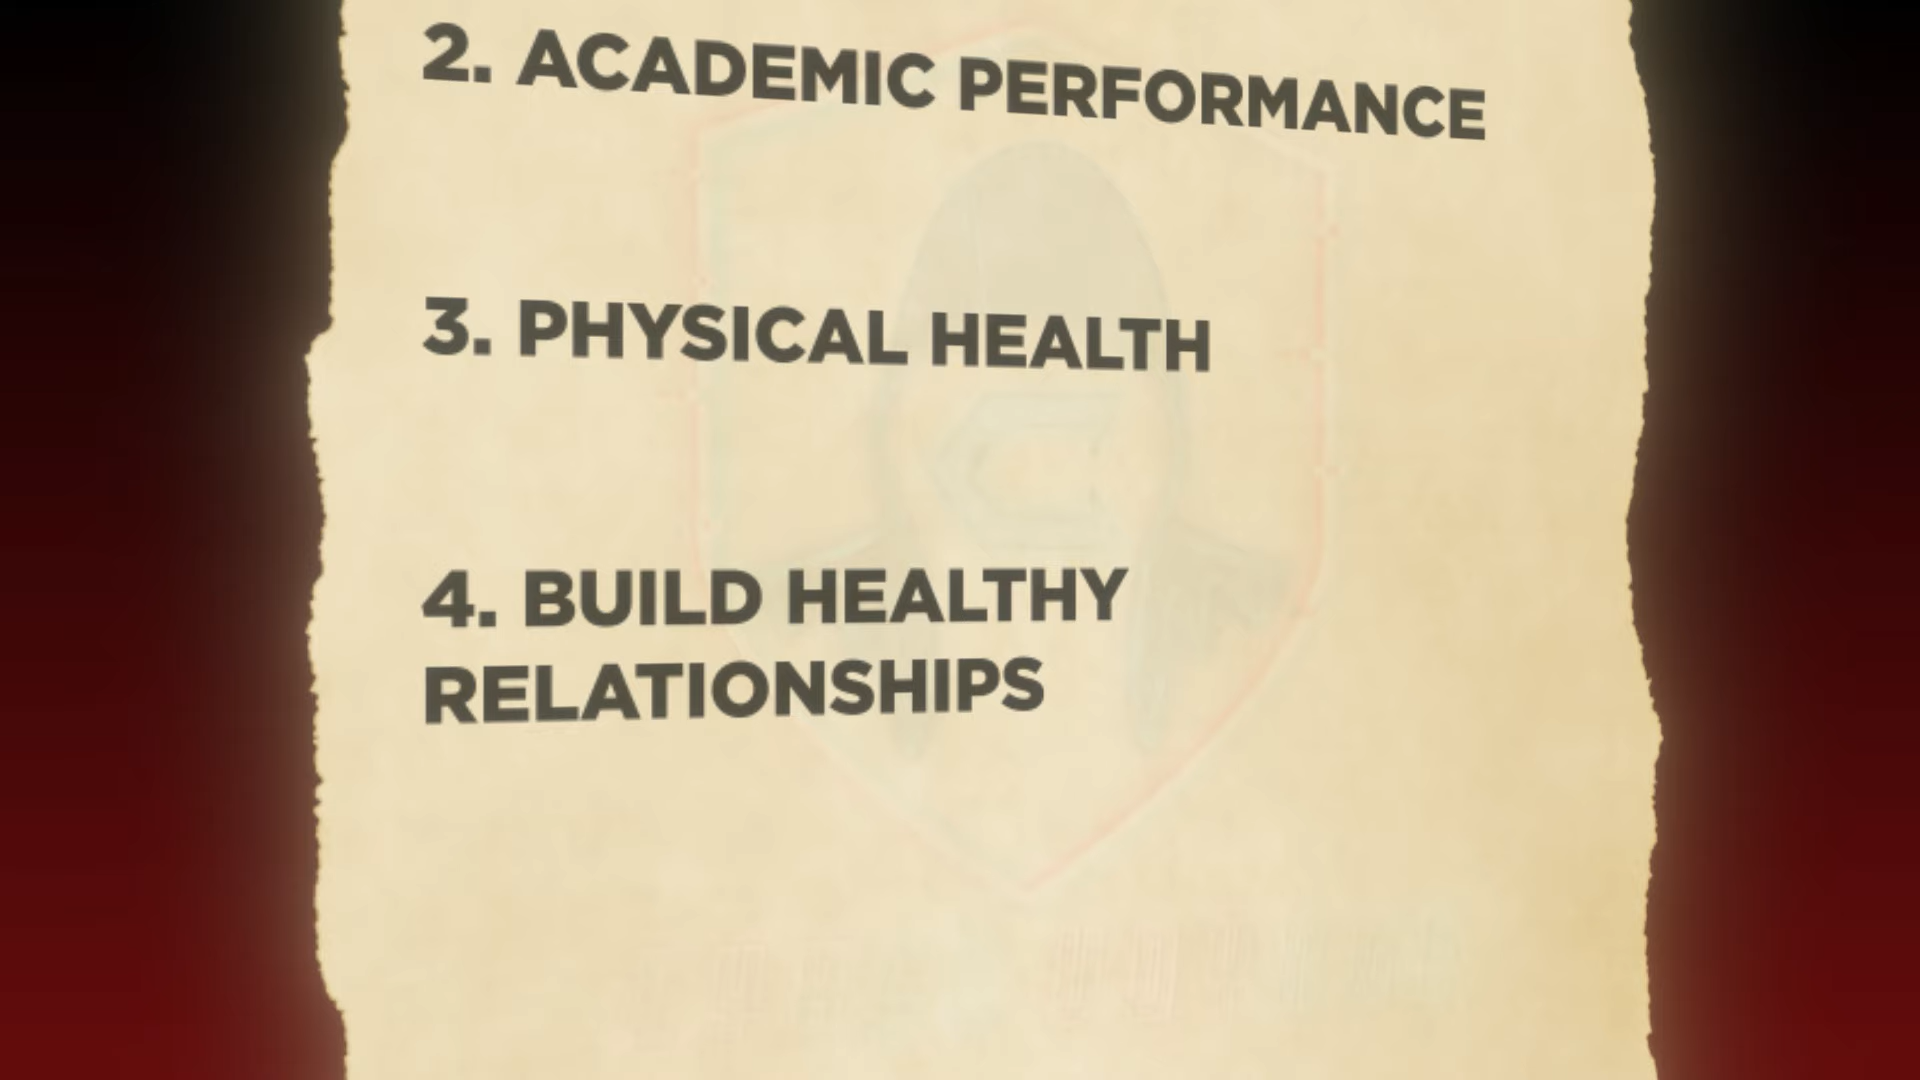 2. ACADEMIC PERFORMANCE
3. PHYSICAL HEALTH
4. BUILD HEALTHY
RELATIONSHIPS